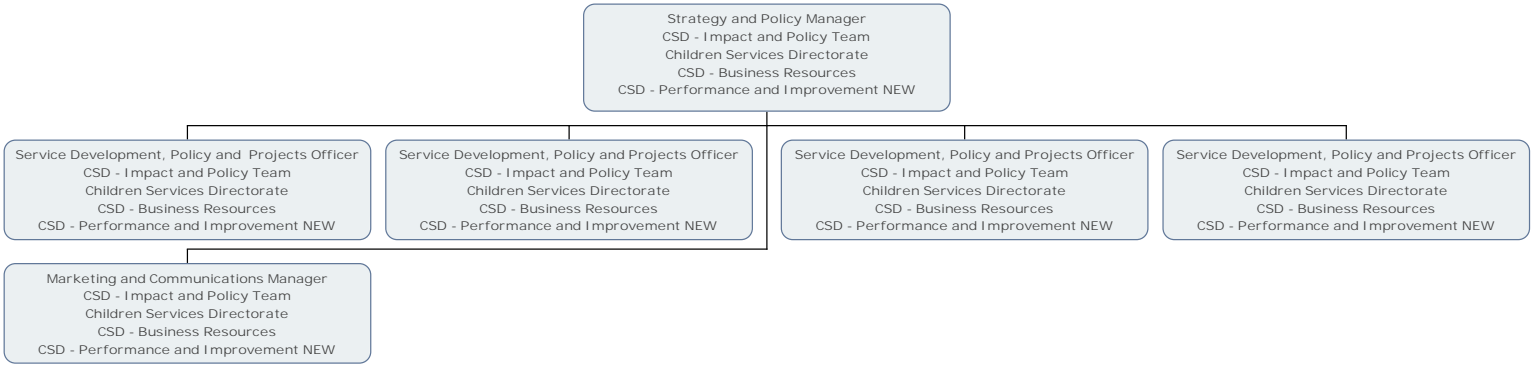 Strategy and Policy Manager
CSD - Impact and Policy Team
Children Services Directorate
CSD - Business Resources
CSD - Performance and Improvement NEW
Service Development, Policy and Projects Officer
CSD - Impact and Policy Team
Children Services Directorate
CSD - Business Resources
CSD - Performance and Improvement NEW
Service Development, Policy and Projects Officer
CSD - Impact and Policy Team
Children Services Directorate
CSD - Business Resources
CSD - Performance and Improvement NEW
Service Development, Policy and Projects Officer
CSD - Impact and Policy Team
Children Services Directorate
CSD - Business Resources
CSD - Performance and Improvement NEW
Service Development, Policy and Projects Officer
CSD - Impact and Policy Team
Children Services Directorate
CSD - Business Resources
CSD - Performance and Improvement NEW
Marketing and Communications Manager
CSD - Impact and Policy Team
Children Services Directorate
CSD - Business Resources
CSD - Performance and Improvement NEW